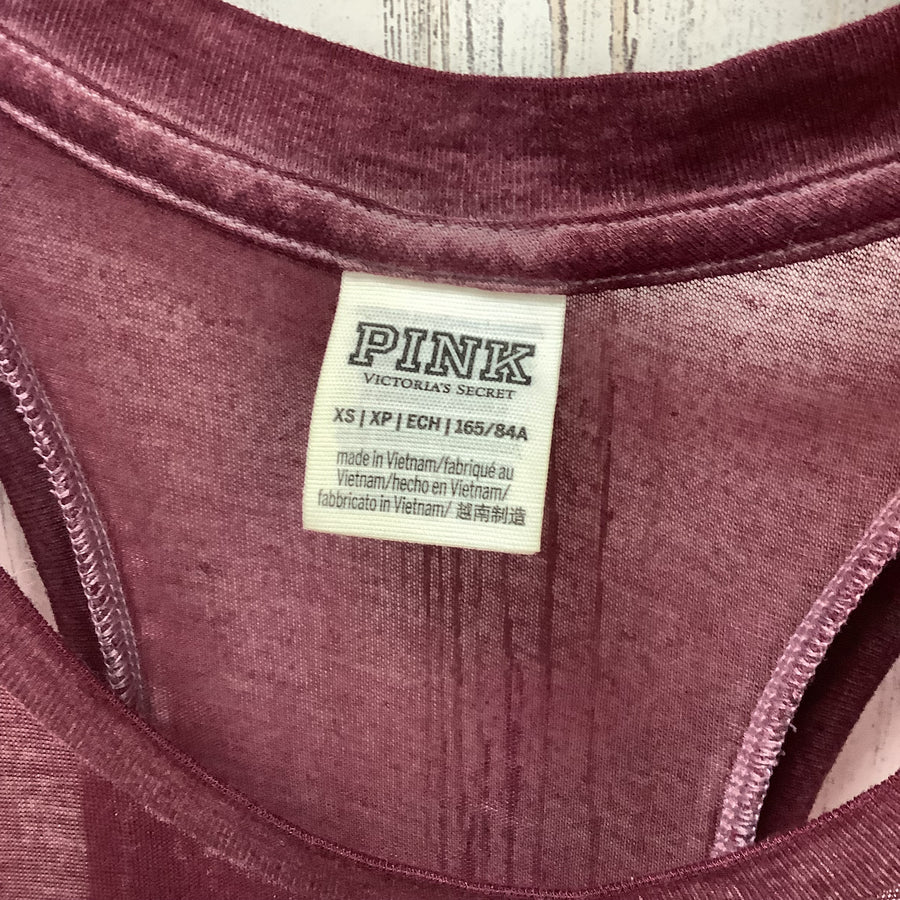 PINK
VICTORIA'S SECRET
XS | XP | ECH | 165/84A
made in Vietnam/fabriqué au
Vietnam/hecho en Vietnam/
fabbricato in Vietnam/ 越南制造